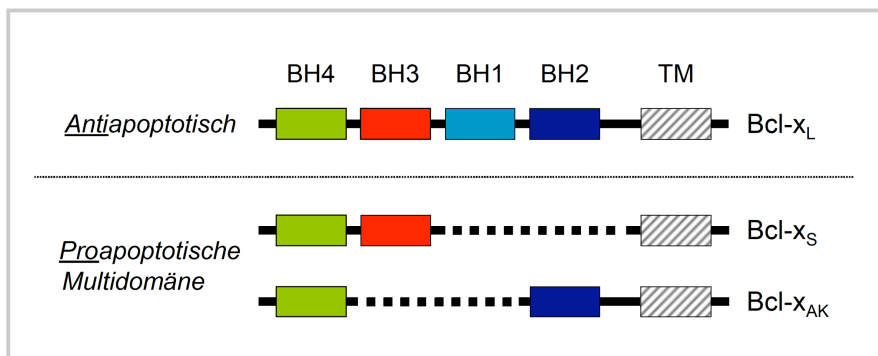 BH4 BH3 BH1 BH2 TM
Antiapoptotisch Bcl-xL
Bcl-xS
Proapoptotische
Multidomäne
Bcl-xAK